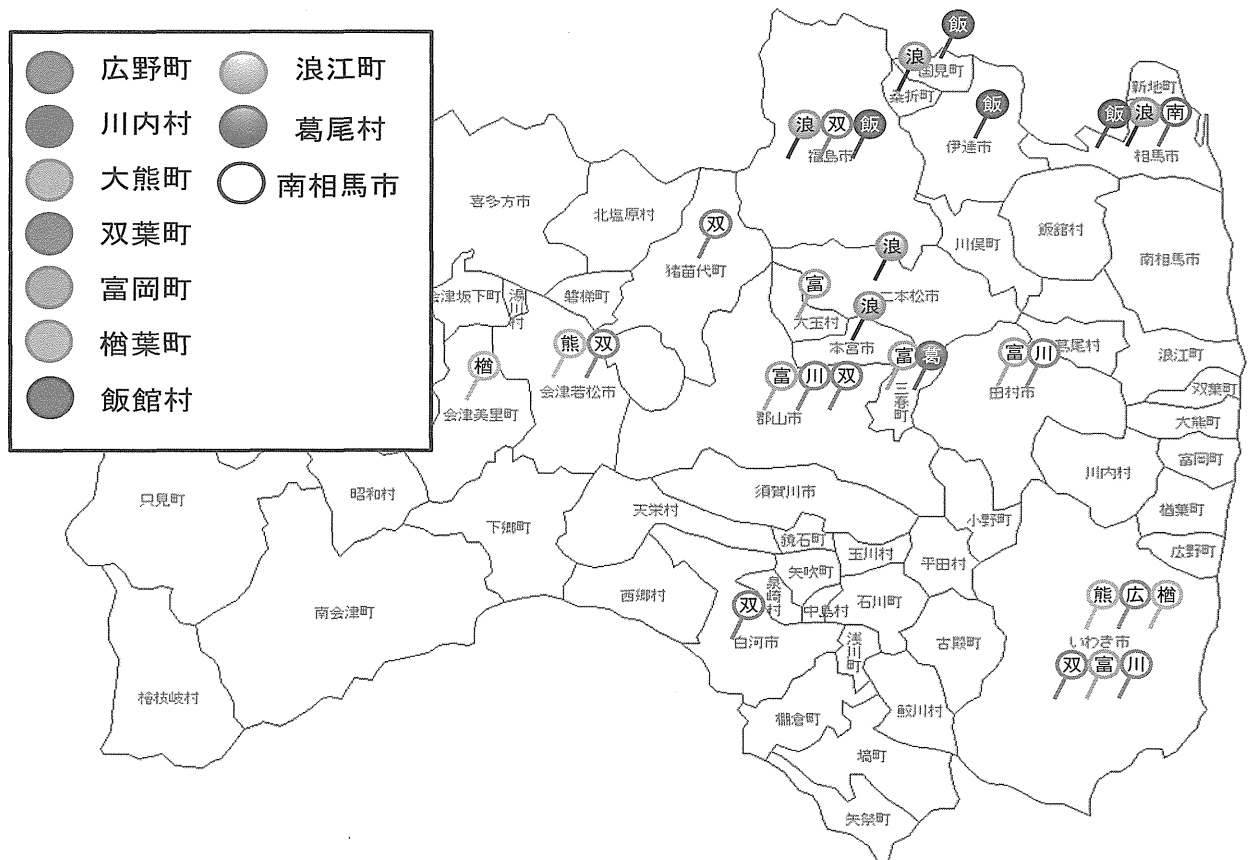 広野町
川内村
大熊町
双葉町
富岡町
楢葉町
飯館村
浪江町
葛尾村
南相馬市
飯
浪
国見町
桑折町
新地町
飯
浪 双 飯
福島市
伊達市
飯 浪 南
相馬市
喜多方市
北塩原村
双
猪苗代町
川俣町
飯舘村
南相馬市
浪
二本松市
会津坂下町
湯川村
磐梯町
富
大玉村
浪
本宮市
楢
会津美里町
熊 双
会津若松市
富 川 双
郡山市
富 葛
三春町
富 川
田村市
葛尾村
浪江町
双葉町
大熊町
富岡町
川内村
楢葉町
広野町
只見町
昭和村
下郷町
天栄村
須賀川市
鏡石町
玉川村
平田村
小野町
矢吹町
泉崎村
中島村
石川町
西郷村
双
白河市
浅川町
古殿町
南会津町
檜枝岐村
熊 広 楢
いわき市
双 富 川
棚倉町
鮫川村
塙町
矢祭町